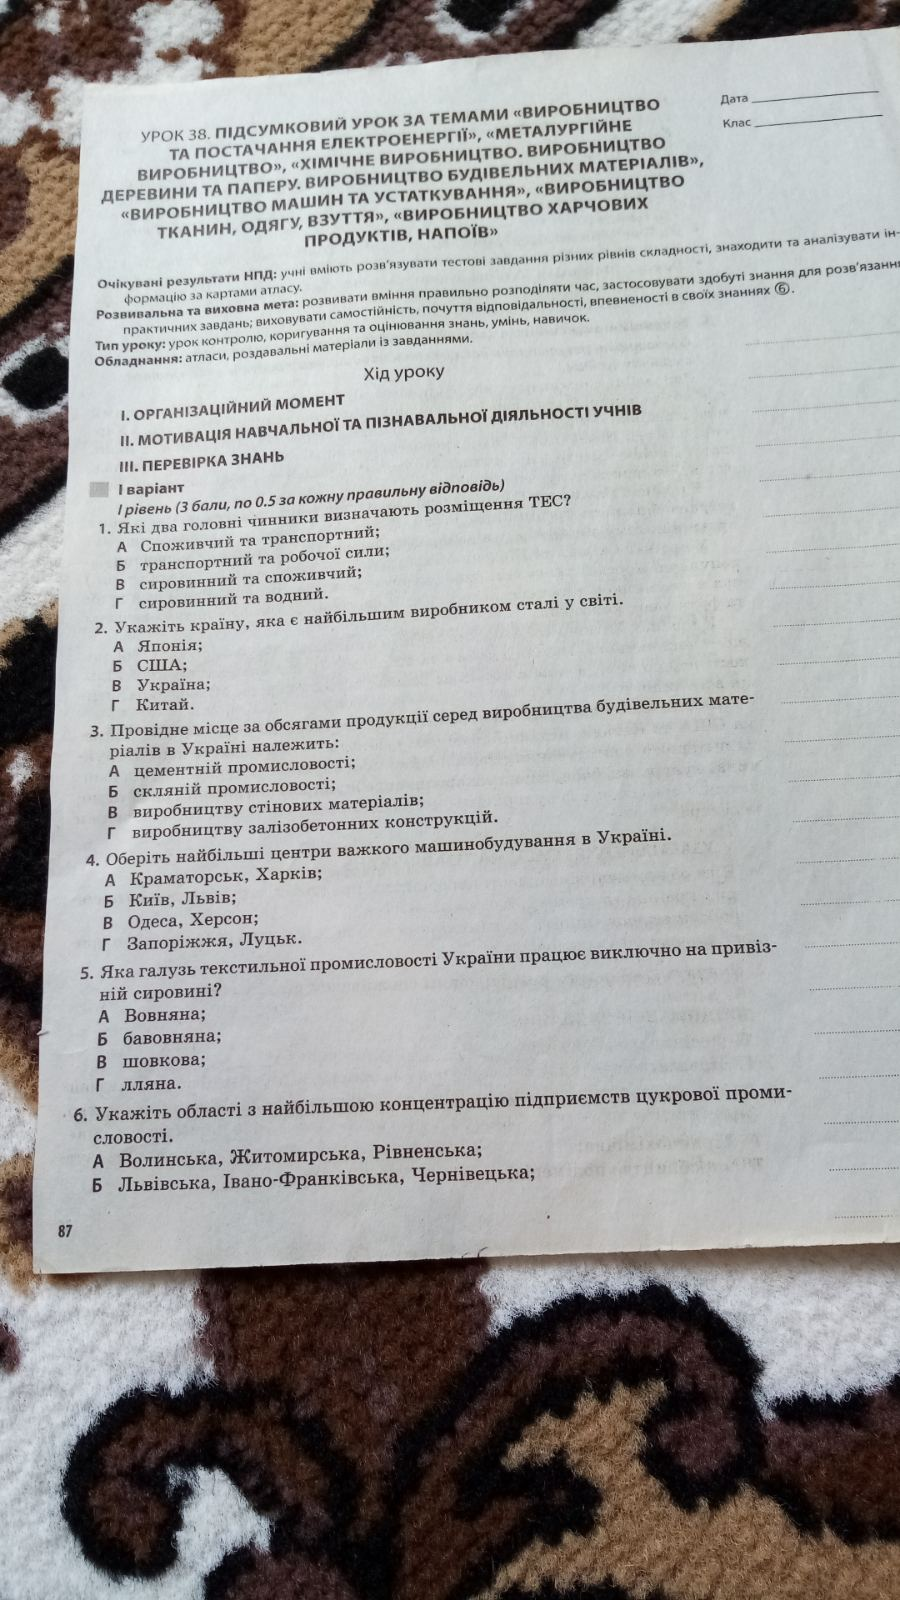 Дата
Клас
УРОК 38. ПІДСУМКОВИЙ УРОК ЗА ТЕМАМИ «ВИРОБНИЦТВО
ТА ПОСТАЧАННЯ ЕЛЕКТРОЕНЕРГІЇ», «МЕТАЛУРГІЙНЕ
ВИРОБНИЦТВО», «ХІМІЧНЕ ВИРОБНИЦТВО. ВИРОБНИЦТВО
ДЕРЕВИНИ ТА ПАПЕРУ. ВИРОБНИЦТВО БУДІВЕЛЬНИХ МАТЕРІАЛІВ»,
«ВИРОБНИЦТВО МАШИН ТА УСТАТКУВАННЯ», «ВИРОБНИЦТВО
ТКАНИН, ОДЯГУ, ВЗУТТЯ», «ВИРОБНИЦТВО ХАРЧОВИХ
ПРОДУКТІВ, НАПОЇВ»
Очікувані результати НПД: учні вміють розв'язувати тестові завдання різних рівнів складності, знаходити та аналізувати ін-
формацію за картами атласу.
Розвивальна та виховна мета: розвивати вміння правильно розподіляти час, застосовувати здобуті знання для розв'язання
практичних завдань; виховувати самостійність, почуття відповідальності, впевненості в своїх знаннях ⑥.
Тип уроку: урок контролю, коригування та оцінювання знань, умінь, навичок.
Обладнання: атласи, роздавальні матеріали із завданнями.
Хід уроку
І. ОРГАНІЗАЦІЙНИЙ МОМЕНТ
ІІ. МОТИВАЦІЯ НАВЧАЛЬНОЇ ТА ПІЗНАВАЛЬНОЇ ДІЯЛЬНОСТІ УЧНІВ
ІІІ. ПЕРЕВІРКА ЗНАНЬ
І варіант
І рівень (3 бали, по 0.5 за кожну правильну відповідь)
1. Які два головні чинники визначають розміщення ТЕС?
А Споживчий та транспортний;
Б транспортний та робочої сили;
В сировинний та споживчий;
Г сировинний та водний.
2. Укажіть країну, яка є найбільшим виробником сталі у світі.
А Японія;
Б США;
В Україна;
Г Китай.
3. Провідне місце за обсягами продукції серед виробництва будівельних мате-
ріалів в Україні належить:
А цементній промисловості;
Б скляній промисловості;
В виробництву стінових матеріалів;
Г виробництву залізобетонних конструкцій.
4. Оберіть найбільші центри важкого машинобудування в Україні.
А Краматорськ, Харків;
Б Київ, Львів;
В Одеса, Херсон;
Г Запоріжжя, Луцьк.
5. Яка галузь текстильної промисловості України працює виключно на привіз-
ній сировині?
А Вовняна;
Б бавовняна;
В шовкова;
Г лляна.
6. Укажіть області з найбільшою концентрацію підприємств цукрової проми-
словості.
А Волинська, Житомирська, Рівненська;
Б Львівська, Івано-Франківська, Чернівецька;
87